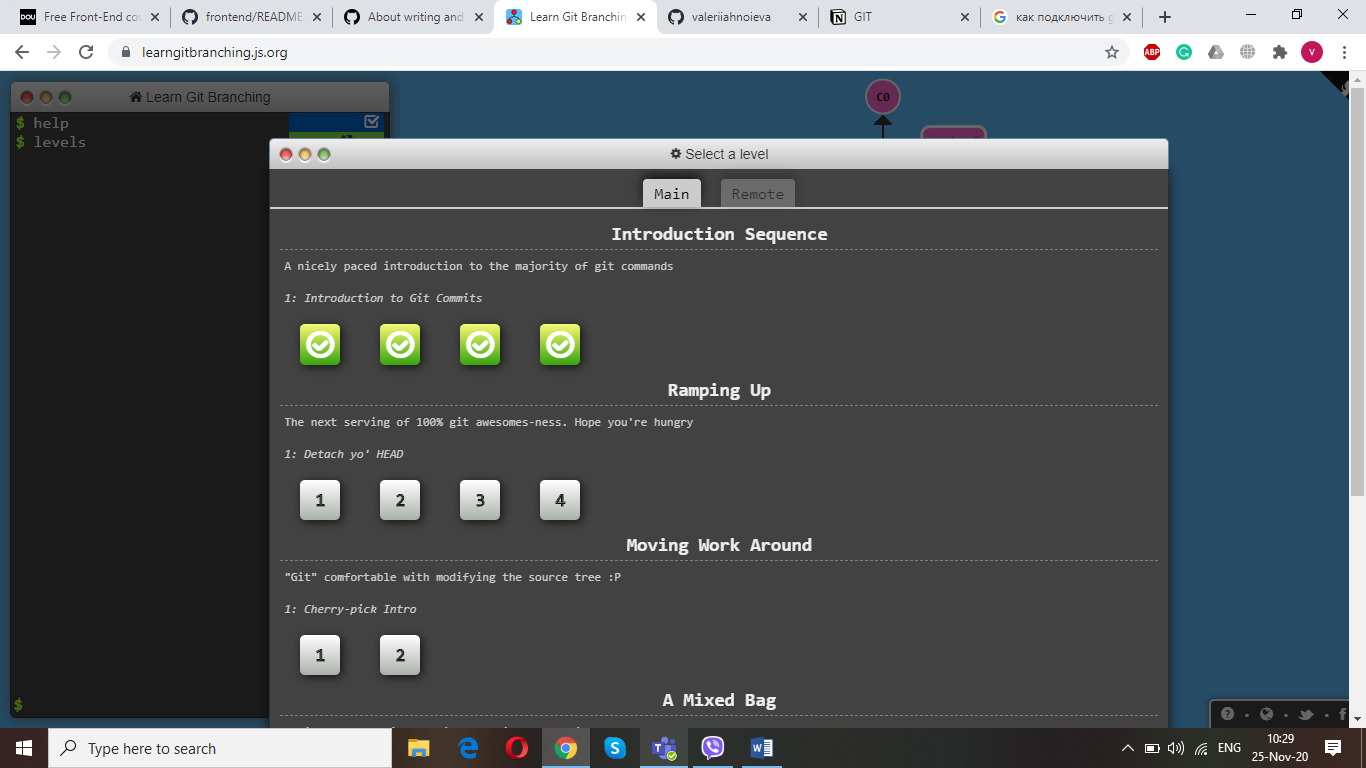 Free Front-End co
frontend/README
About writing and
Learn Git Branchin
valeriiahnoieva
GIT
как подключить g
learngitbranching.js.org
ABP
V
Learn Git Branching
$ help
$ levels
C0
Select a level
Main Remote
Introduction Sequence
A nicely paced introduction to the majority of git commands
1: Introduction to Git Commits
Ramping Up
The next serving of 100% git awesomes-ness. Hope you're hungry
1: Detach yo' HEAD
1 2 3 4
Moving Work Around
"Git" comfortable with modifying the source tree :P
1: Cherry-pick Intro
1 2
A Mixed Bag
$
Type here to search
ENG
10:29
25-Nov-20